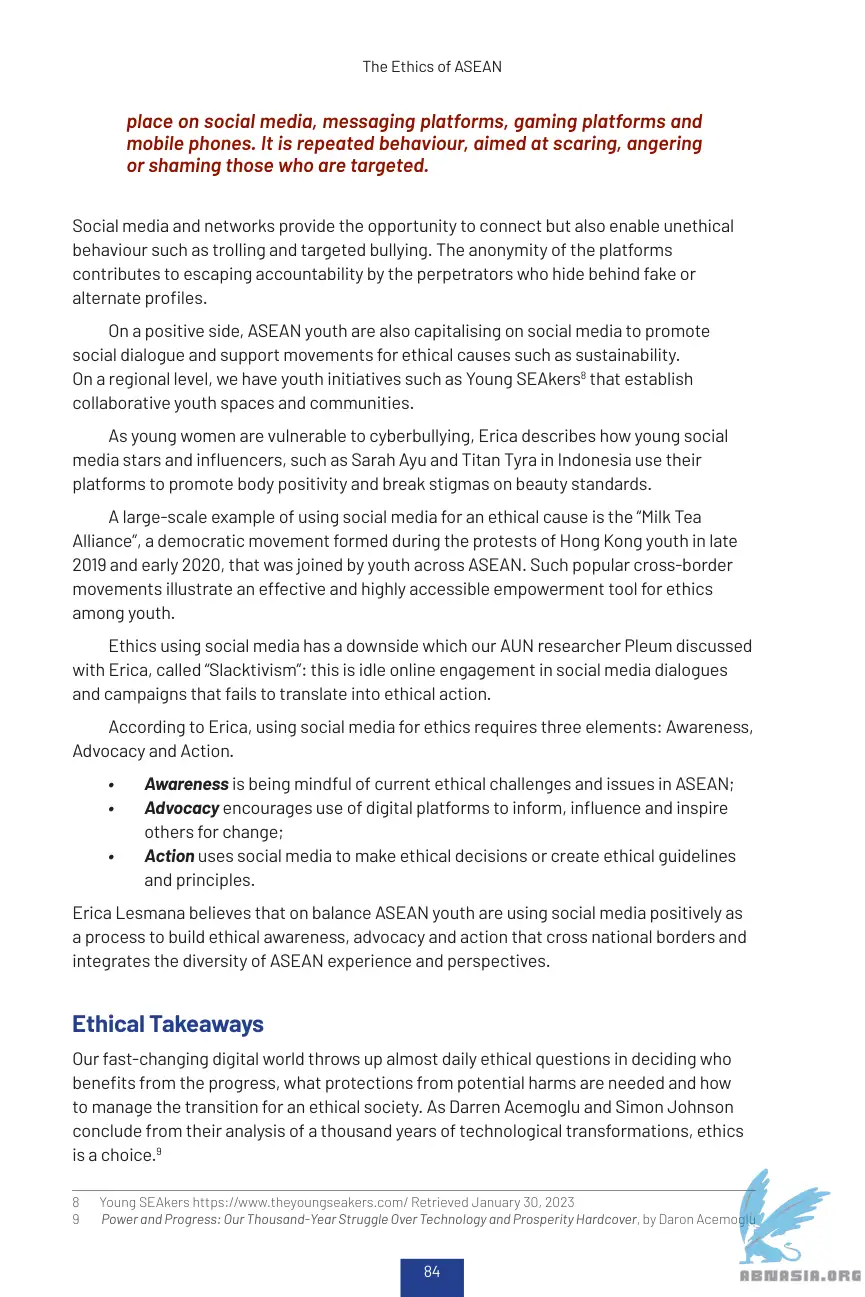 The Ethics of ASEAN
place on social media, messaging platforms, gaming platforms and
mobile phones. It is repeated behaviour, aimed at scaring, angering
or shaming those who are targeted.
Social media and networks provide the opportunity to connect but also enable unethical
behaviour such as trolling and targeted bullying. The anonymity of the platforms
contributes to escaping accountability by the perpetrators who hide behind fake or
alternate profiles.
On a positive side, ASEAN youth are also capitalising on social media to promote
social dialogue and support movements for ethical causes such as sustainability.
On a regional level, we have youth initiatives such as Young SEAkers⁸ that establish
collaborative youth spaces and communities.
As young women are vulnerable to cyberbullying, Erica describes how young social
media stars and influencers, such as Sarah Ayu and Titan Tyra in Indonesia use their
platforms to promote body positivity and break stigmas on beauty standards.
A large-scale example of using social media for an ethical cause is the “Milk Tea
Alliance”, a democratic movement formed during the protests of Hong Kong youth in late
2019 and early 2020, that was joined by youth across ASEAN. Such popular cross-border
movements illustrate an effective and highly accessible empowerment tool for ethics
among youth.
Ethics using social media has a downside which our AUN researcher Pleum discussed
with Erica, called “Slacktivism”: this is idle online engagement in social media dialogues
and campaigns that fails to translate into ethical action.
According to Erica, using social media for ethics requires three elements: Awareness,
Advocacy and Action.
• Awareness is being mindful of current ethical challenges and issues in ASEAN;
• Advocacy encourages use of digital platforms to inform, influence and inspire
others for change;
• Action uses social media to make ethical decisions or create ethical guidelines
and principles.
Erica Lesmana believes that on balance ASEAN youth are using social media positively as
a process to build ethical awareness, advocacy and action that cross national borders and
integrates the diversity of ASEAN experience and perspectives.
Ethical Takeaways
Our fast-changing digital world throws up almost daily ethical questions in deciding who
benefits from the progress, what protections from potential harms are needed and how
to manage the transition for an ethical society. As Darren Acemoglu and Simon Johnson
conclude from their analysis of a thousand years of technological transformations, ethics
is a choice.⁹
8 Young SEAkers https://www.theyoungseakers.com/ Retrieved January 30, 2023
9 Power and Progress: Our Thousand-Year Struggle Over Technology and Prosperity Hardcover, by Daron Acemoglu
84
ABNASIA.ORG